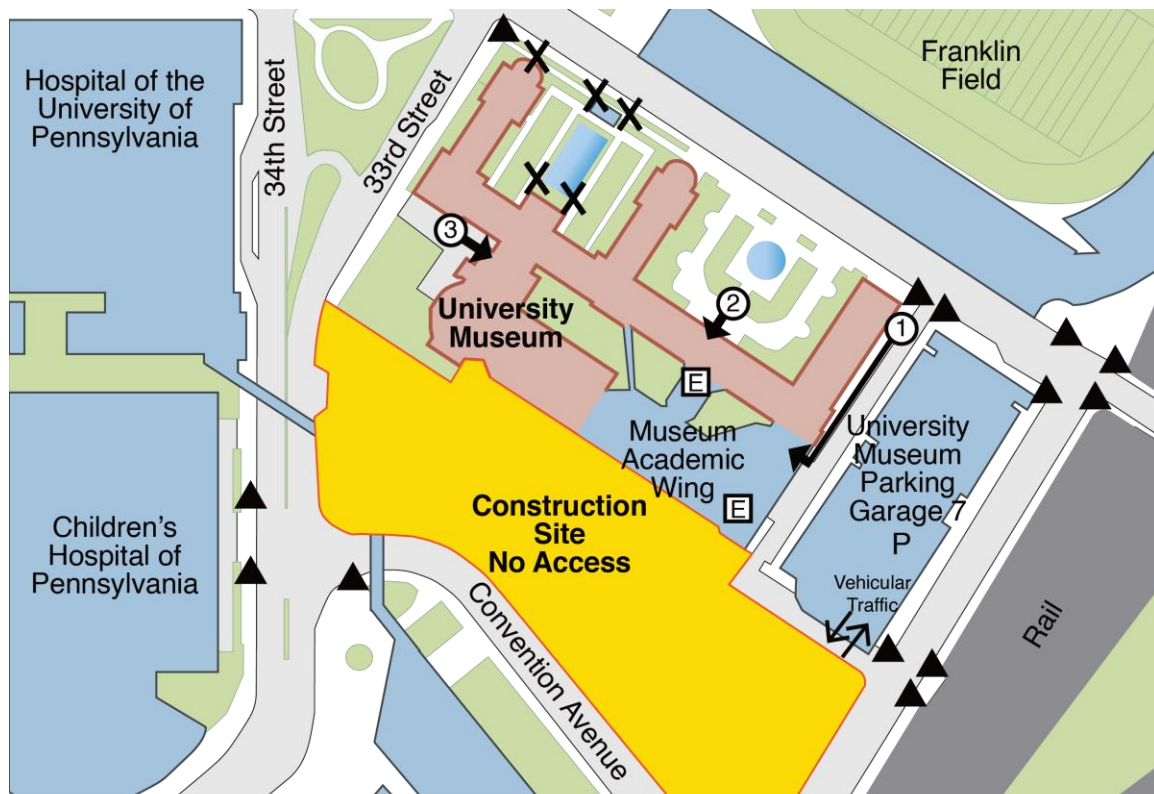 Hospital of the
University of
Pennsylvania
34th Street
33rd Street
Franklin
Field
3
University
Museum
2
1
E
Museum
Academic
Wing
E
University
Museum
Parking
Garage 7
P
Vehicular
Traffic
Construction
Site
No Access
Children's
Hospital of
Pennsylvania
Convention Avenue
Rail